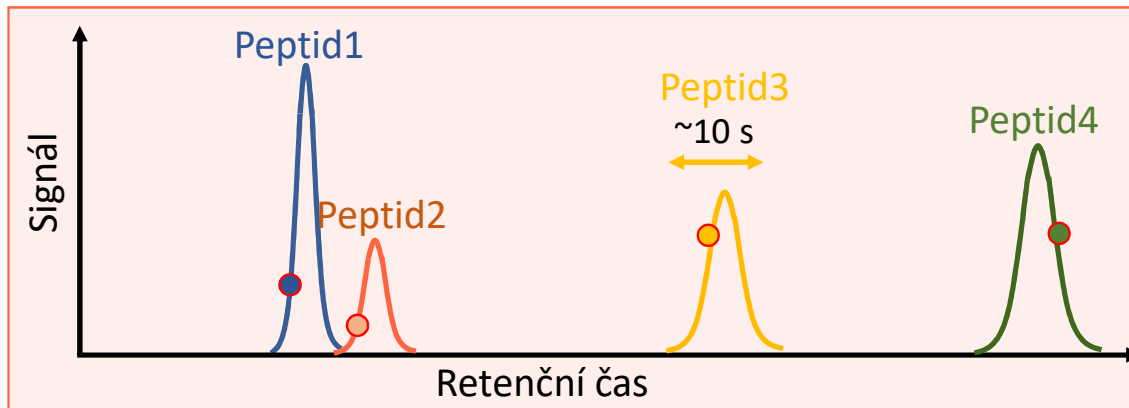 Peptid1
Peptid2
Peptid3
~10 s
Peptid4
Signál
Retenční čas